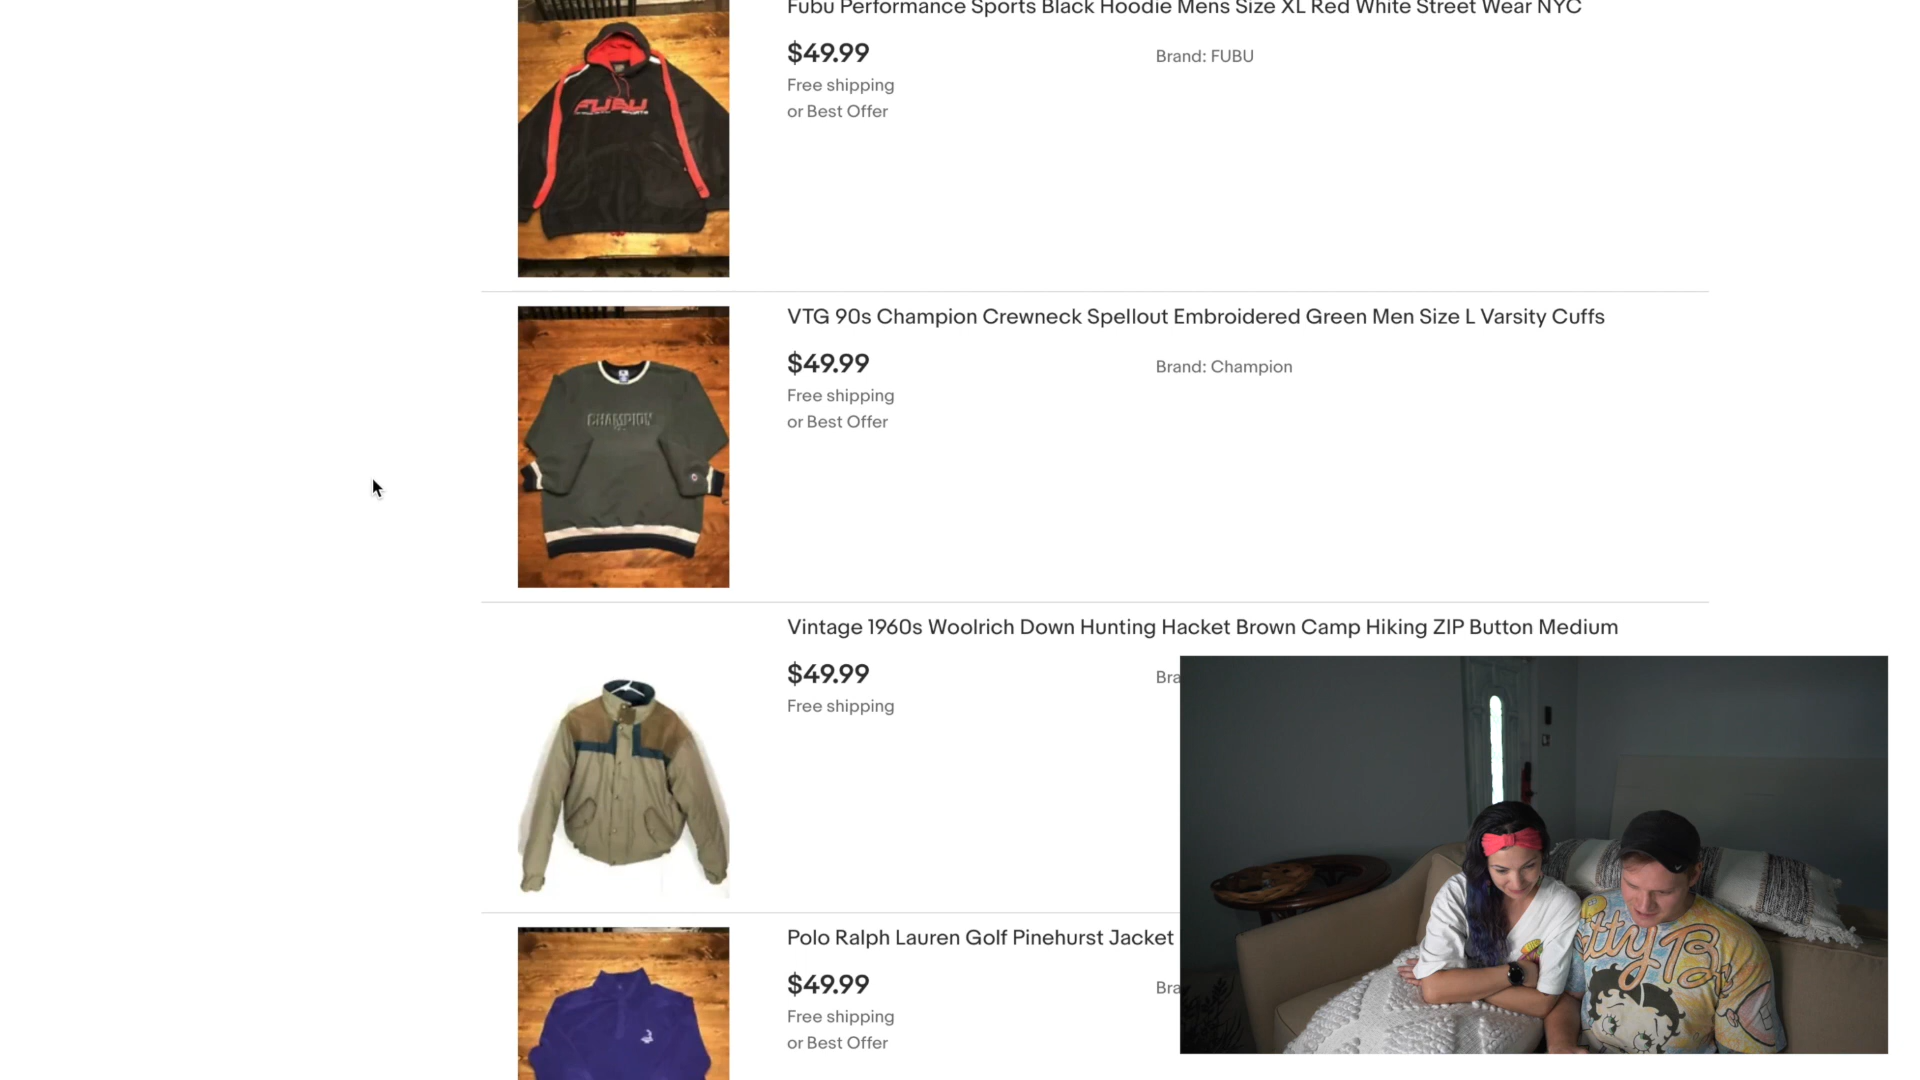 Fubu Performance Sports Black Hoodie Mens Size XL Red White Street Wear NYC
$49.99
Brand: FUBU
Free shipping
or Best Offer
FUBU
VTG 90s Champion Crewneck Spellout Embroidered Green Men Size L Varsity Cuffs
$49.99
Brand: Champion
Free shipping
or Best Offer
CHAMPION
Vintage 1960s Woolrich Down Hunting Hacket Brown Camp Hiking ZIP Button Medium
$49.99
Bra
Free shipping
Polo Ralph Lauren Golf Pinehurst Jacket
$49.99
Bra
Free shipping
or Best Offer
tty B